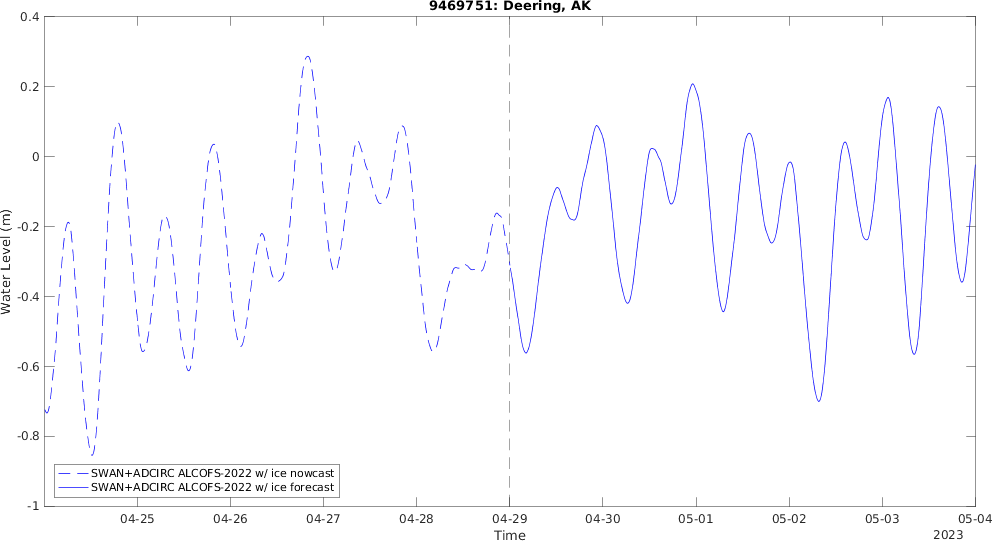 9469751: Deering, AK
0.4
0.2
0
-0.2
-0.4
-0.6
-0.8
-1
Water Level (m)
SWAN+ADCIRC ALCOFS-2022 w/ ice nowcast
SWAN+ADCIRC ALCOFS-2022 w/ ice forecast
04-25 04-26 04-27 04-28 04-29 04-30 05-01 05-02 05-03 05-04
Time
2023